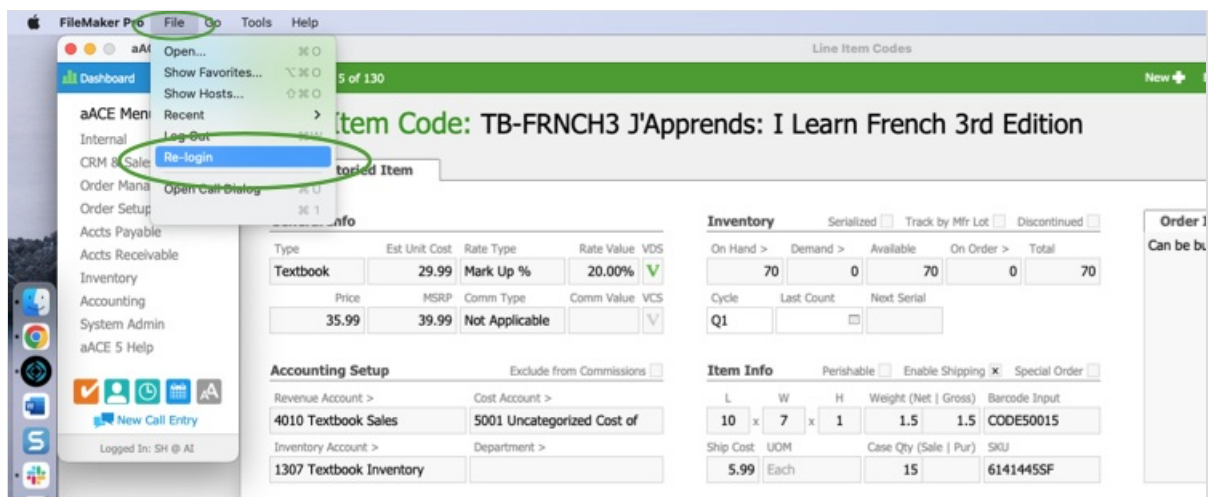 FileMaker Pro File Go Tools Help
Line Item Codes
Dashboard
5 of 130
New
Open... ⌘O
Show Favorites... ⌥⌘O
Show Hosts... ⇧⌘O
Recent >
Log Out ⌘W
Re-login
Open Call Dialog ⌘U
⌘1
Item Code: TB-FRNCH3 J'Apprends: I Learn French 3rd Edition
aACE Menu
Internal
CRM & Sale
Order Mana
Order Setup
Accts Payable
Accts Receivable
Inventory
Accounting
System Admin
aACE 5 Help
New Call Entry
Logged In: SH @ AI
Item
Type Est Unit Cost Rate Type Rate Value VDS
Textbook 29.99 Mark Up % 20.00% V
Price MSRP Comm Type Comm Value VCS
35.99 39.99 Not Applicable V
Accounting Setup Exclude from Commissions
Revenue Account > Cost Account >
4010 Textbook Sales 5001 Uncategorized Cost of
Inventory Account > Department >
1307 Textbook Inventory
Inventory Serialized Track by Mfr Lot Discontinued
On Hand > Demand > Available On Order > Total
70 0 70 0 70
Cycle Last Count Next Serial
Q1
Item Info Perishable Enable Shipping x Special Order
L W H Weight (Net | Gross) Barcode Input
10 x 7 x 1 1.5 1.5 CODE50015
Ship Cost UOM Case Qty (Sale | Pur) SKU
5.99 Each 15 6141445SF
Order
Can be bu